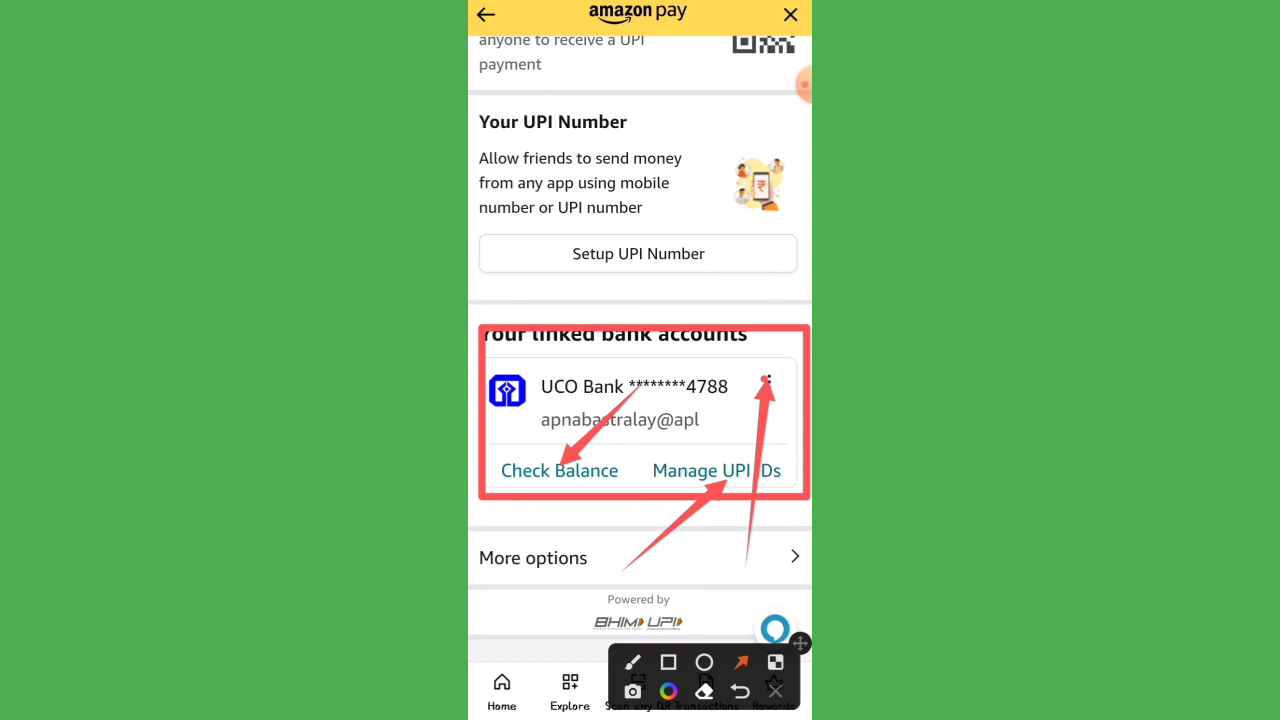 amazon pay
anyone to receive a UPI
payment
Your UPI Number
Allow friends to send money
from any app using mobile
number or UPI number
Setup UPI Number
Your linked bank accounts
UCO Bank ********4788
apnabastralay@apl
Check Balance
Manage UPI IDs
More options
Powered by
BHIM UPI
Home
Explore
Scan any QR
Transactions
Rewards